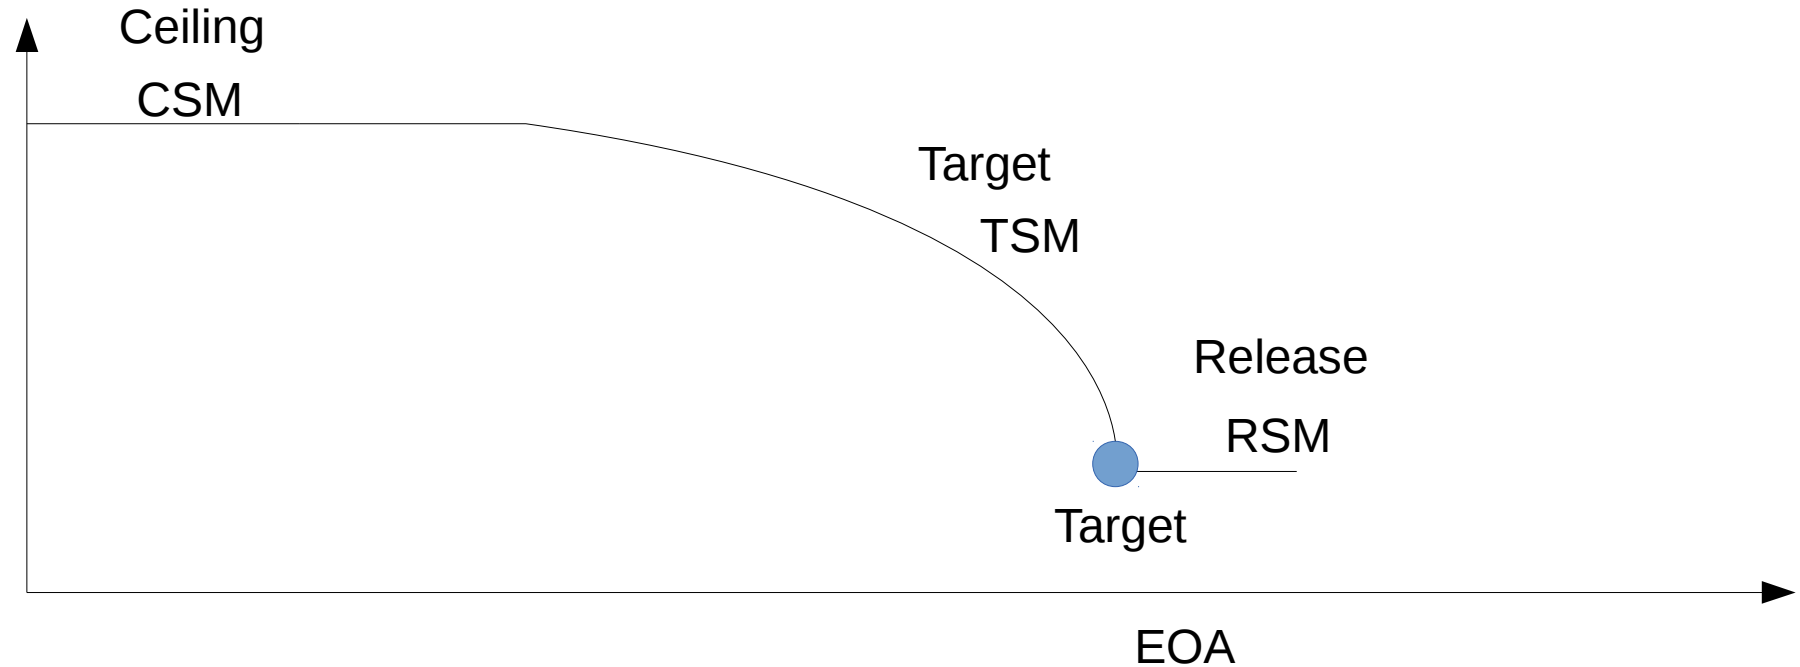 Ceiling
CSM
Target
TSM
Release
RSM
Target
EOA